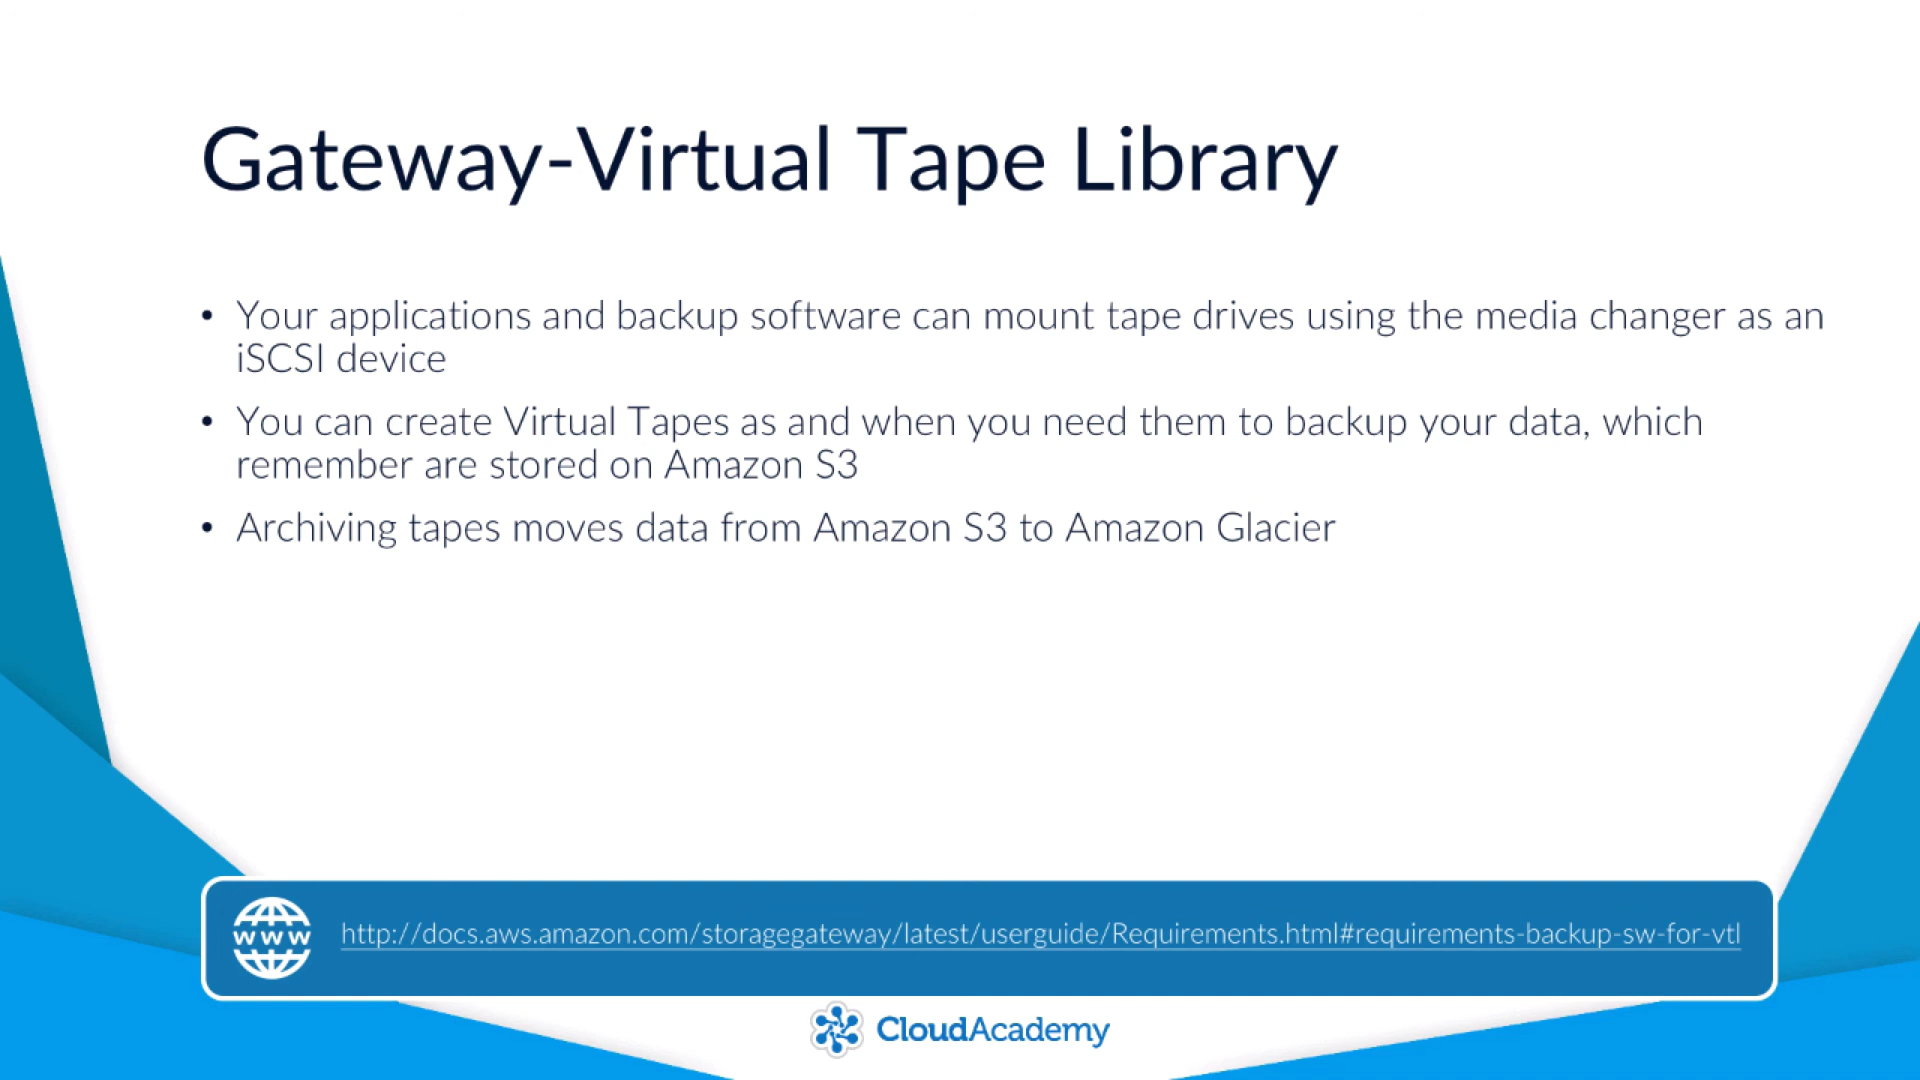 Gateway-Virtual Tape Library
• Your applications and backup software can mount tape drives using the media changer as an
iSCSI device
• You can create Virtual Tapes as and when you need them to backup your data, which
remember are stored on Amazon S3
• Archiving tapes moves data from Amazon S3 to Amazon Glacier
www
http://docs.aws.amazon.com/storagegateway/latest/userguide/Requirements.html#requirements-backup-sw-for-vtl
CloudAcademy